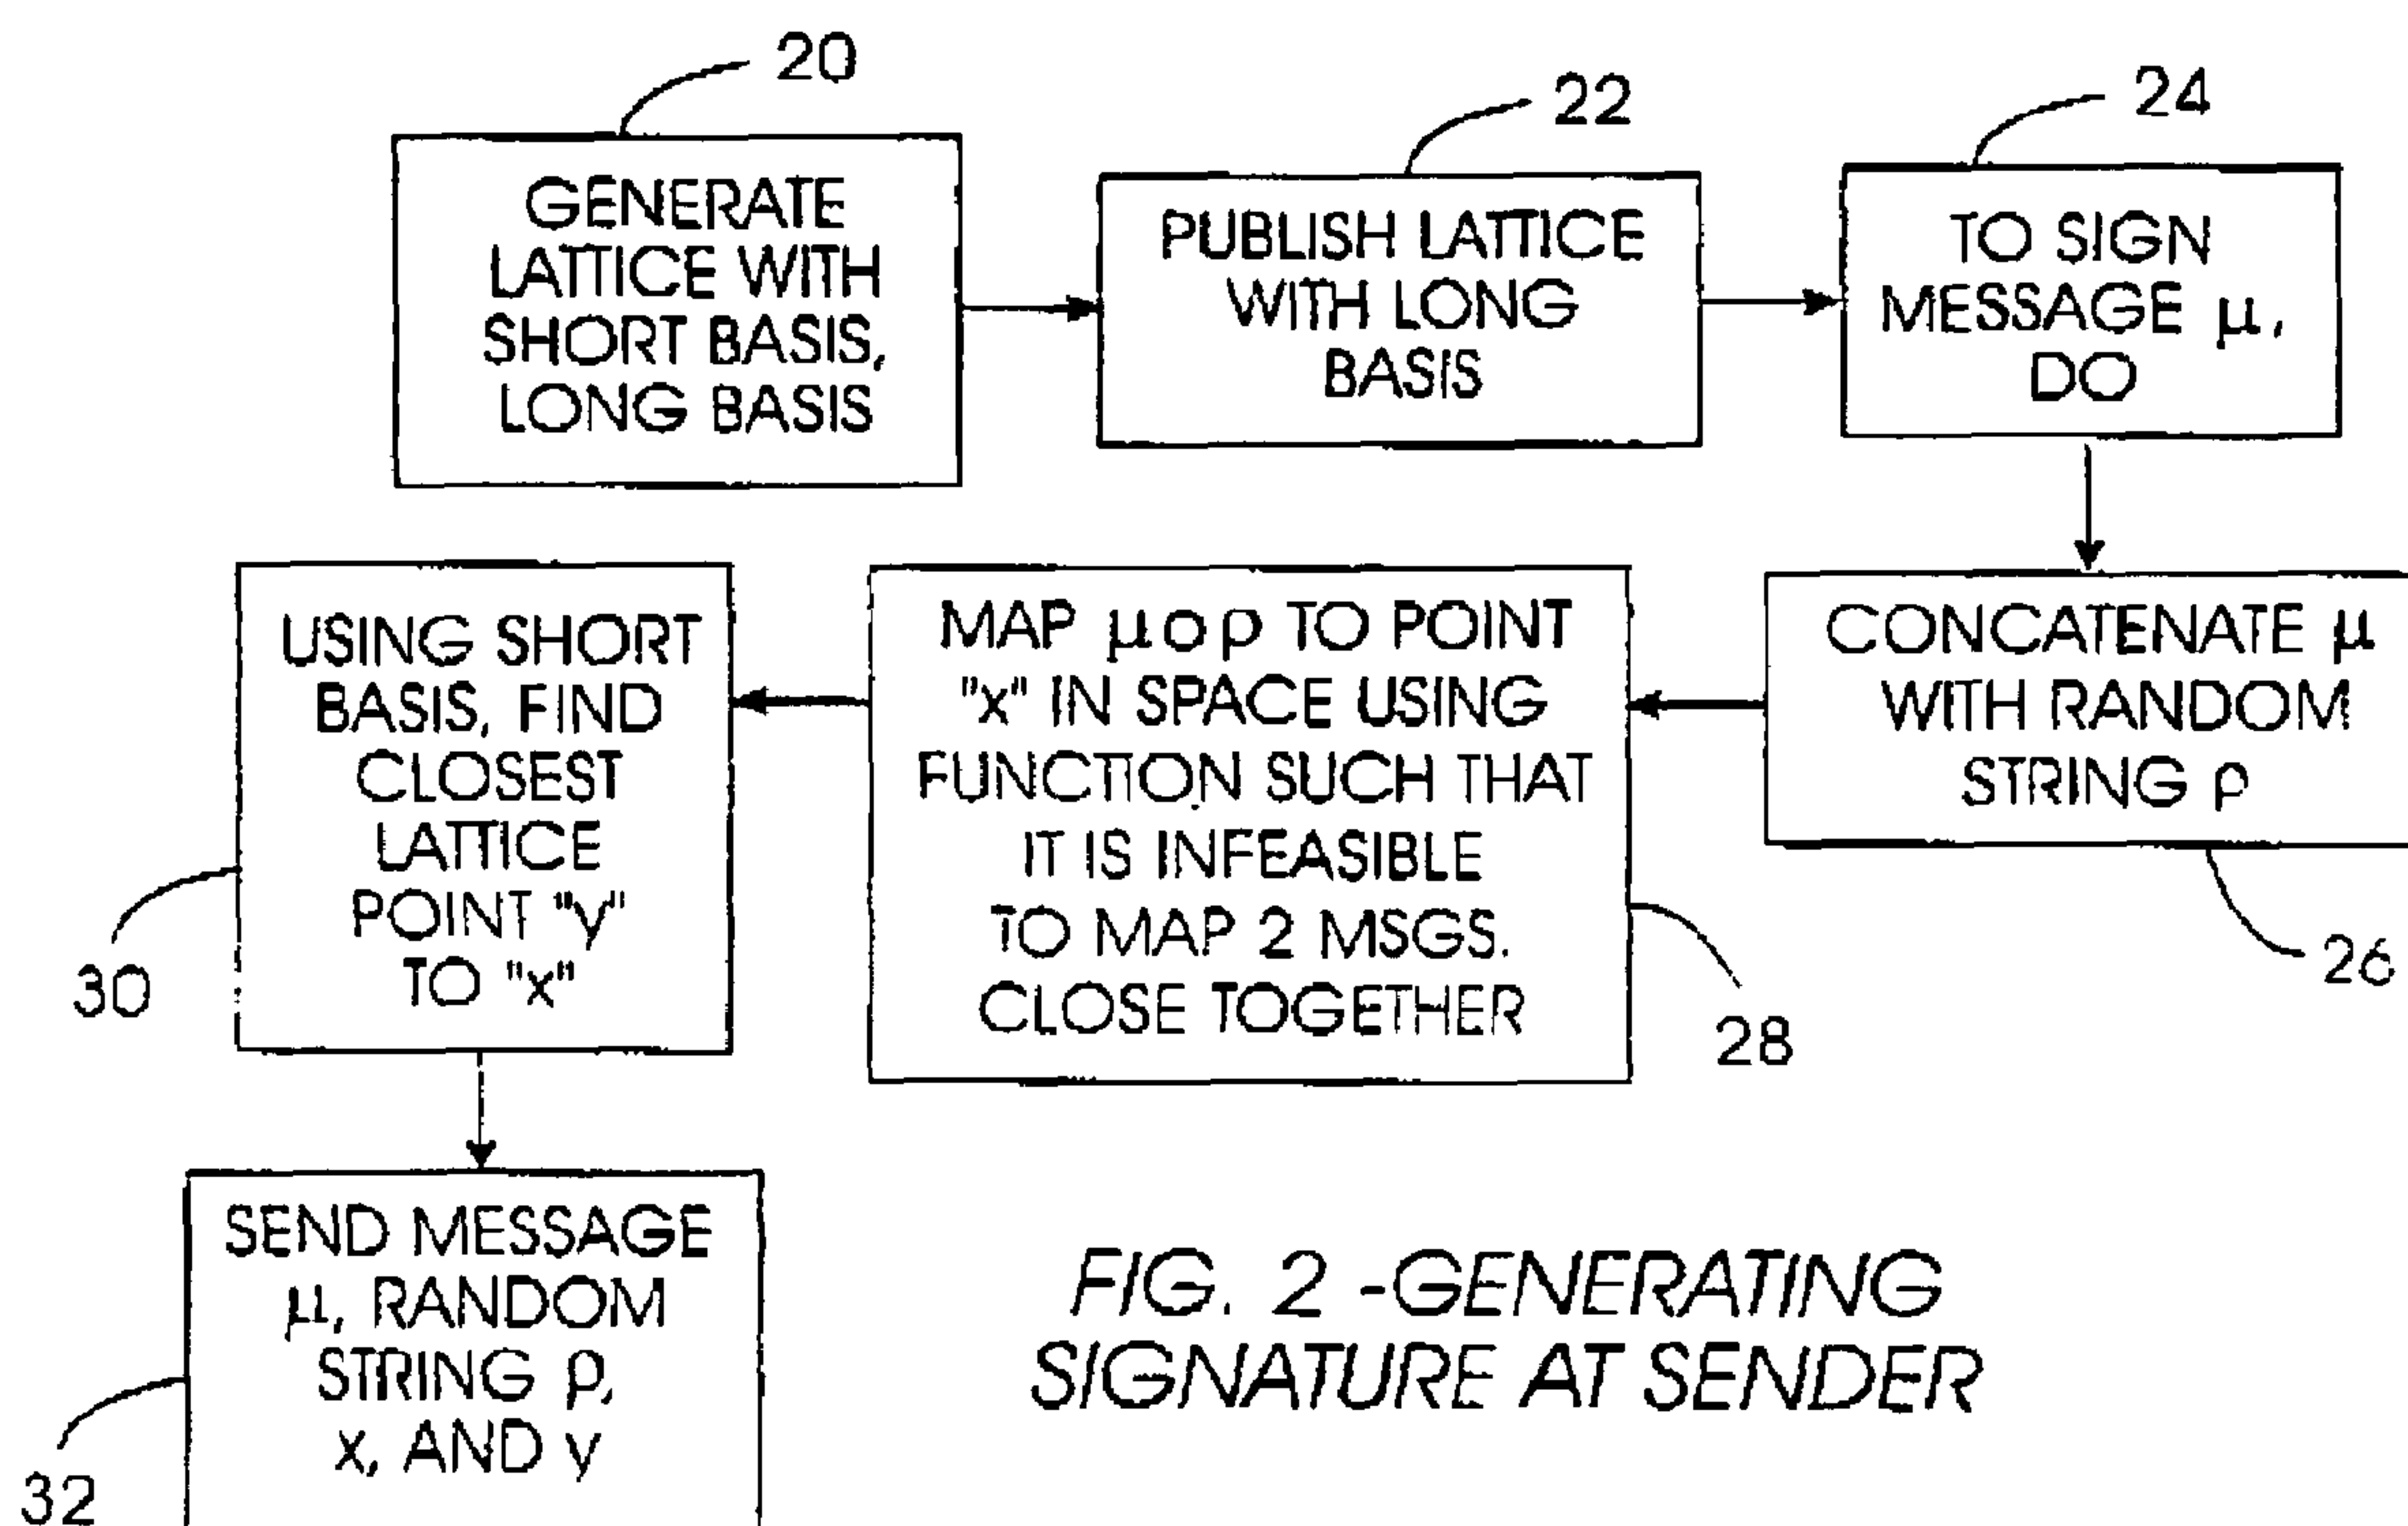 20
GENERATE
LATTICE WITH
SHORT BASIS,
LONG BASIS
22
PUBLISH LATTICE
WITH LONG
BASIS
24
TO SIGN
MESSAGE μ,
DO
CONCATENATE μ
WITH RANDOM
STRING ρ
26
MAP μ o ρ TO POINT
"x" IN SPACE USING
FUNCTION SUCH THAT
IT IS INFEASIBLE
TO MAP 2 MSGS.
CLOSE TOGETHER
28
USING SHORT
BASIS, FIND
CLOSEST
LATTICE
POINT "y"
TO "x"
30
SEND MESSAGE
μ, RANDOM
STRING ρ,
x, AND y
32
FIG. 2 -GENERATING
SIGNATURE AT SENDER